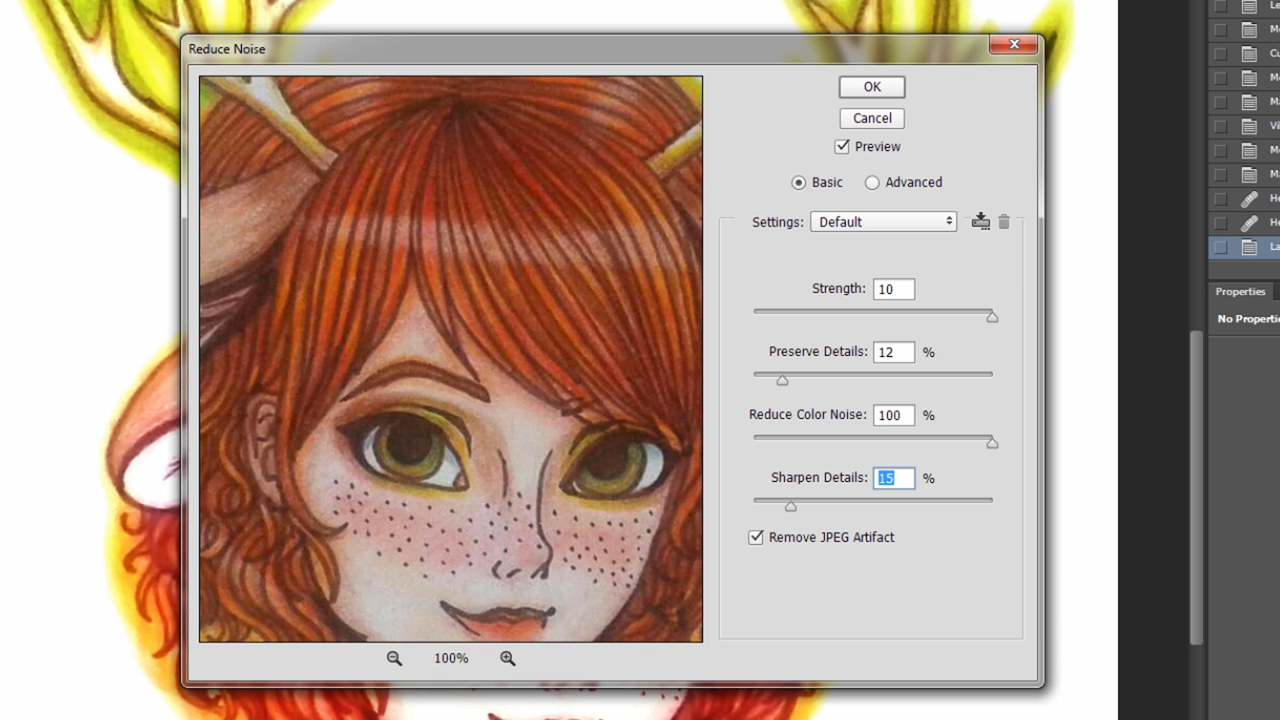 Reduce Noise
OK
Cancel
Preview
Basic
Advanced
Settings: Default
Strength: 10
Preserve Details: 12 %
Reduce Color Noise: 100 %
Sharpen Details: 15 %
Remove JPEG Artifact
100%
Properties
No Properti